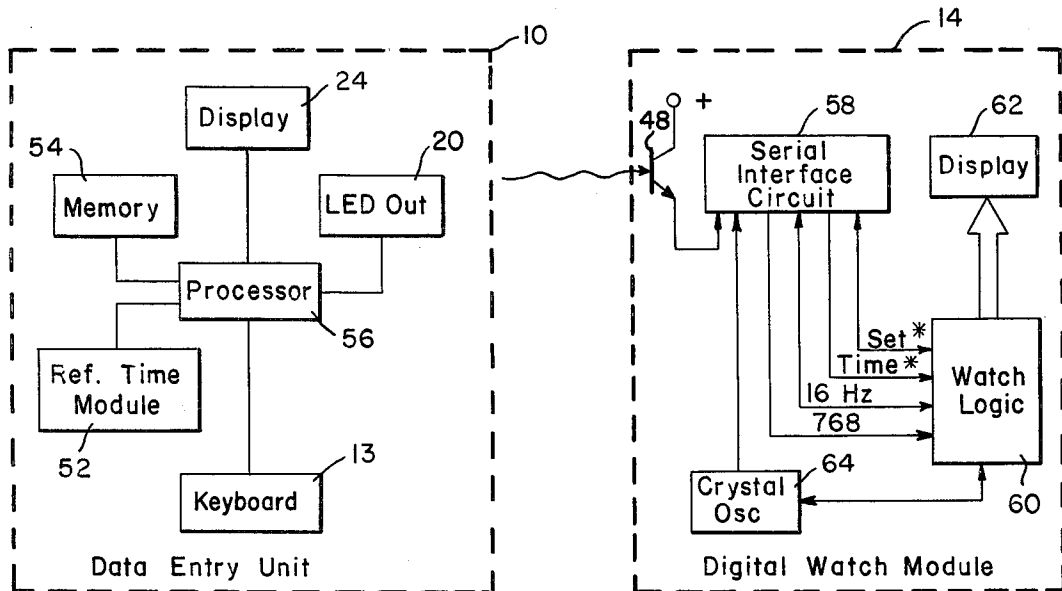 10
24
Display
54
Memory
20
LED Out
Processor
56
Ref. Time
Module
52
13
Keyboard
Data Entry Unit
14
+
48
58
Serial
Interface
Circuit
62
Display
Set*
Time*
16 Hz
768
Watch
Logic
60
64
Crystal
Osc
Digital Watch Module